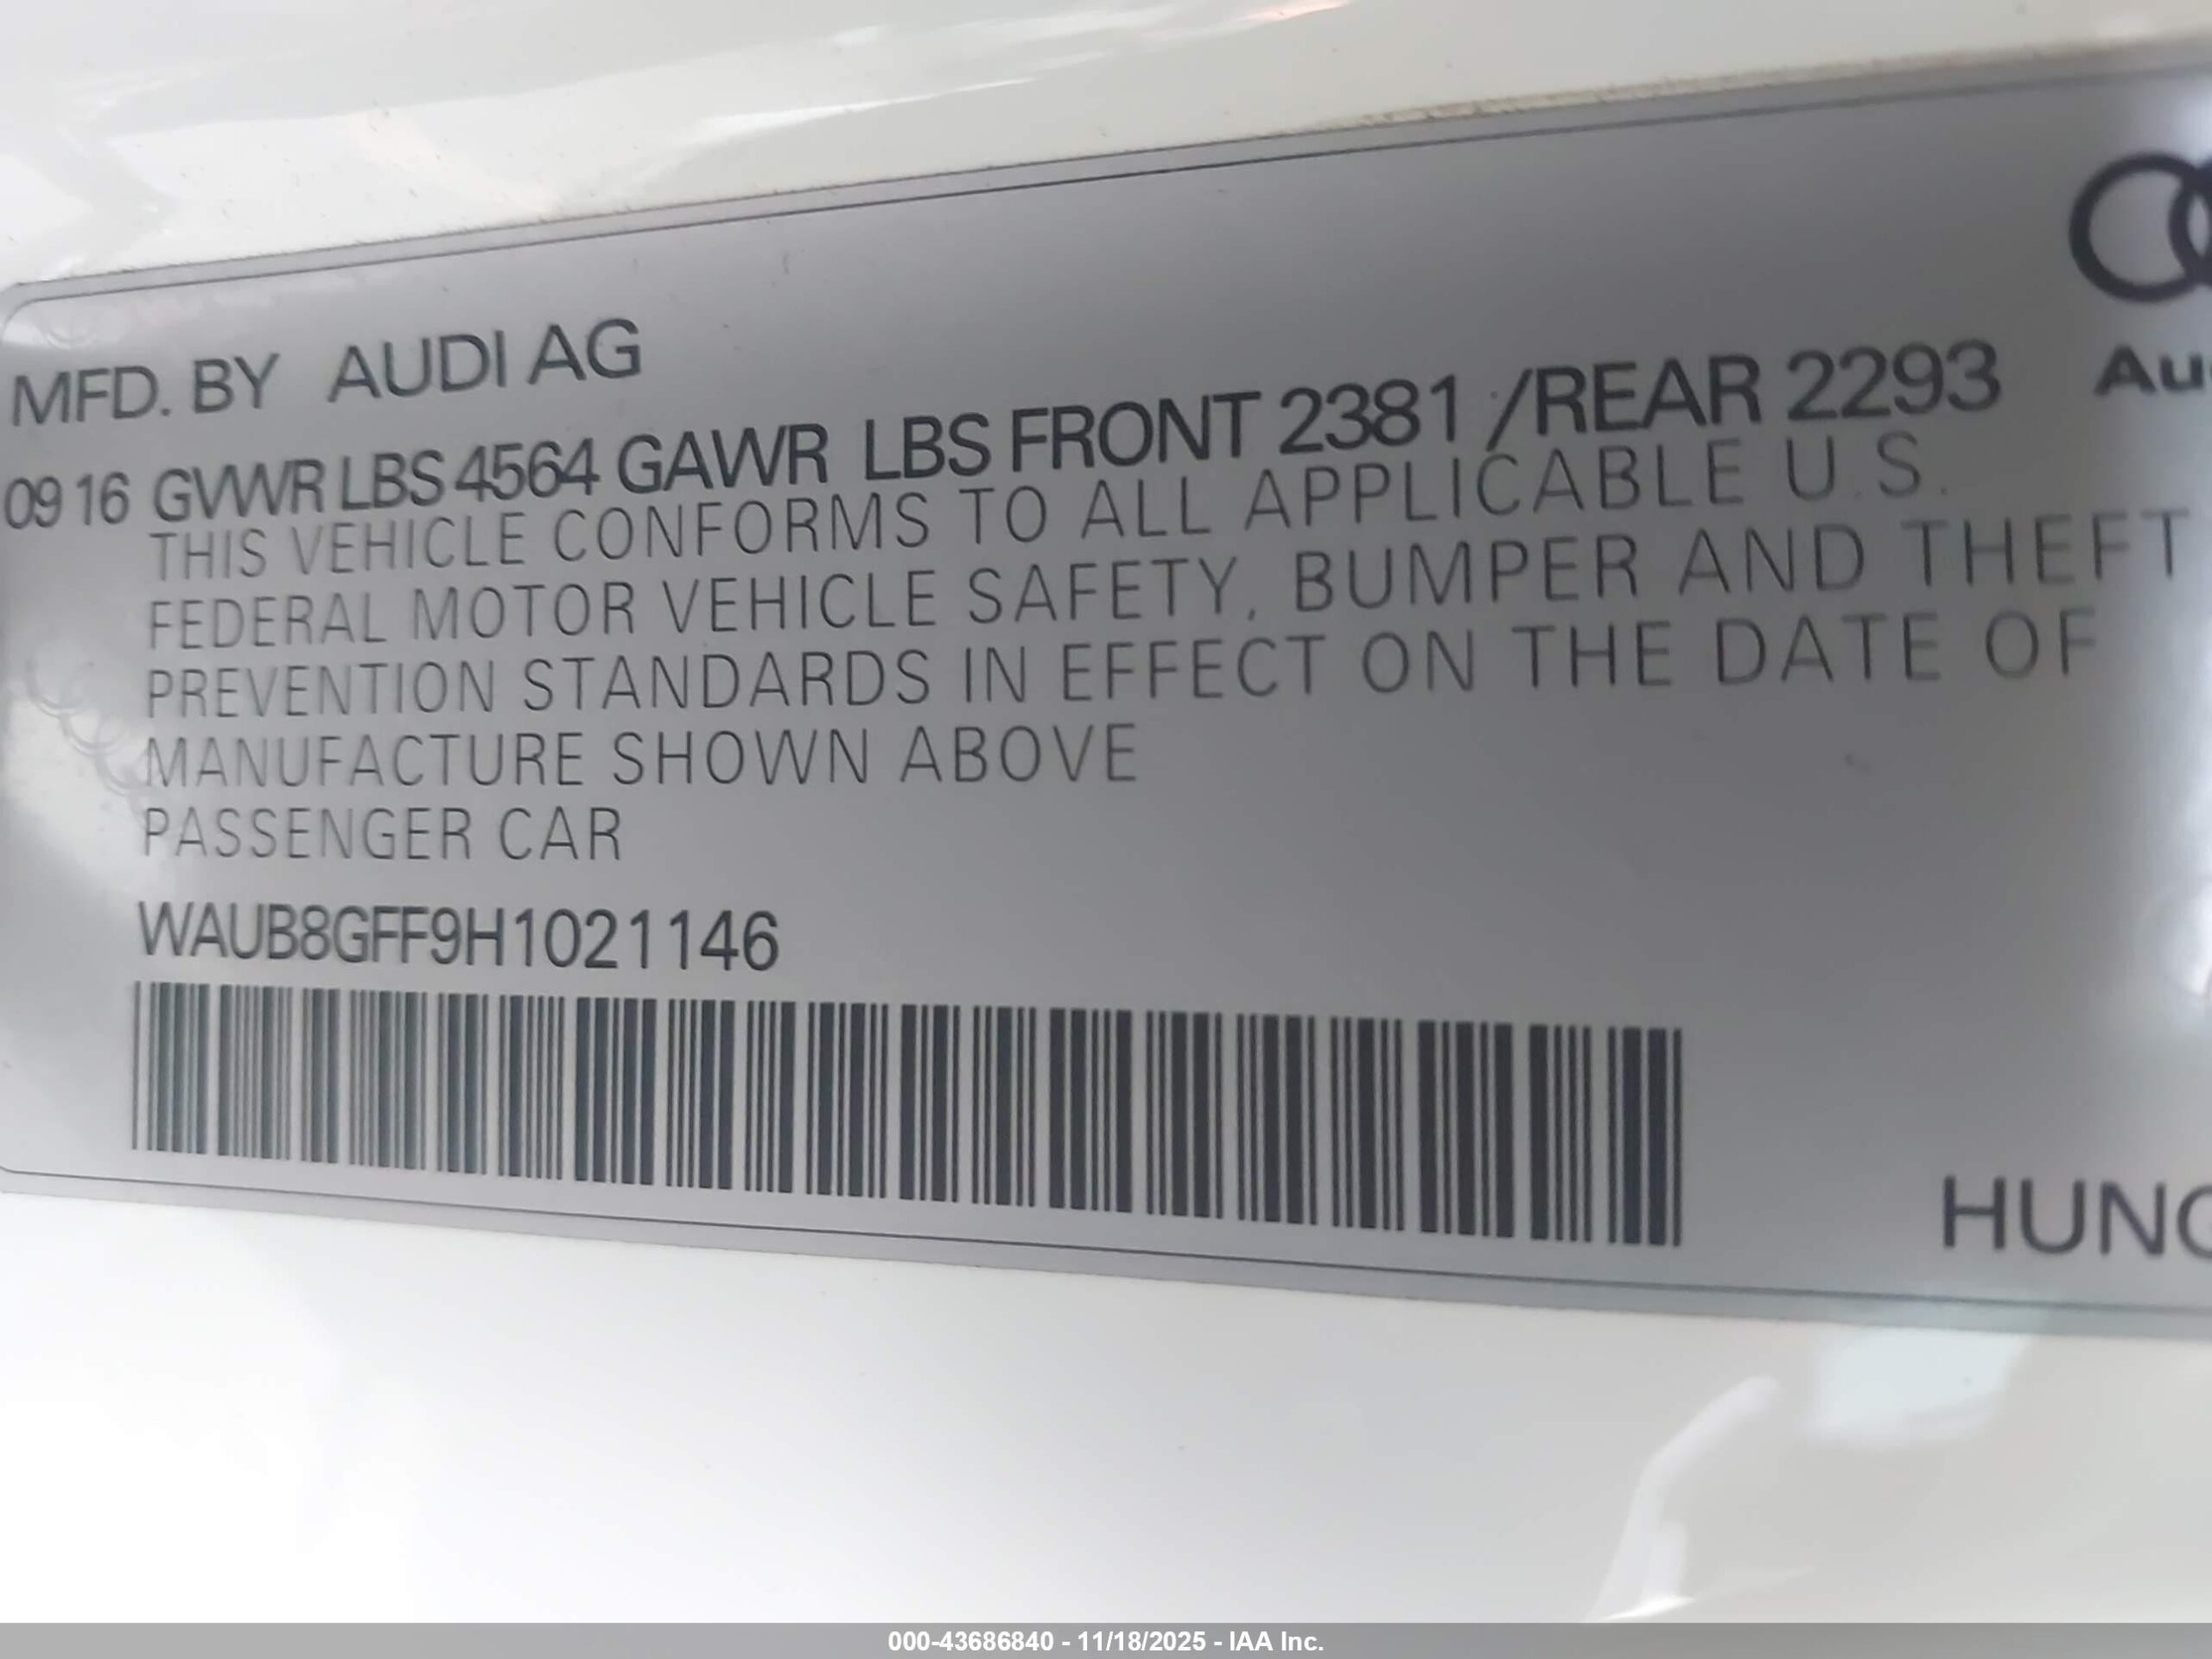 MFD. BY AUDI AG
09 16 GVWR LBS 4564 GAWR LBS FRONT 2381 /REAR 2293
THIS VEHICLE CONFORMS TO ALL APPLICABLE U.S.
FEDERAL MOTOR VEHICLE SAFETY, BUMPER AND THEFT
PREVENTION STANDARDS IN EFFECT ON THE DATE OF
MANUFACTURE SHOWN ABOVE
PASSENGER CAR
WAUB8GFF9H1021146
000-43686840 - 11/18/2025 - IAA Inc.